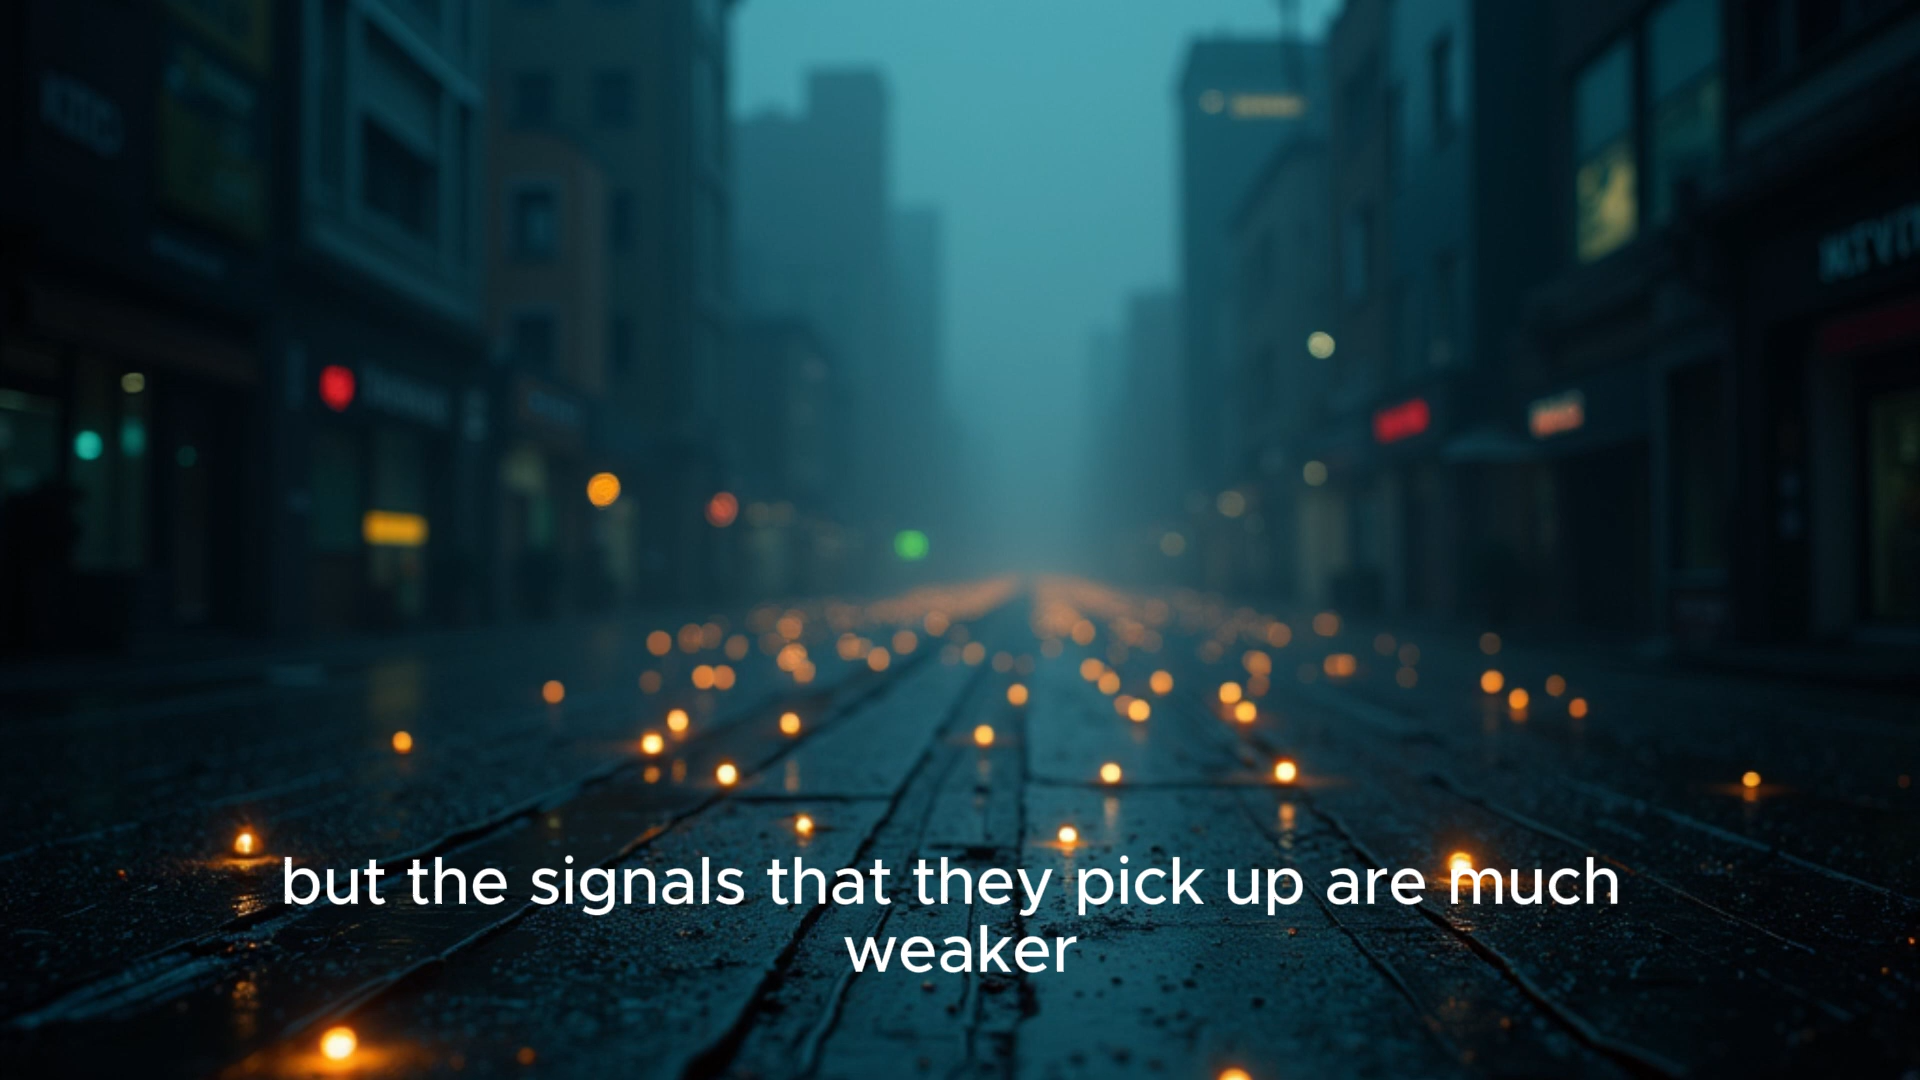 but the signals that they pick up are much
weaker